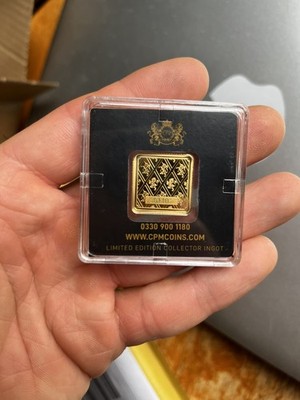 0330 900 1180
WWW.CPMCOINS.COM
LIMITED EDITION COLLECTOR INGOT